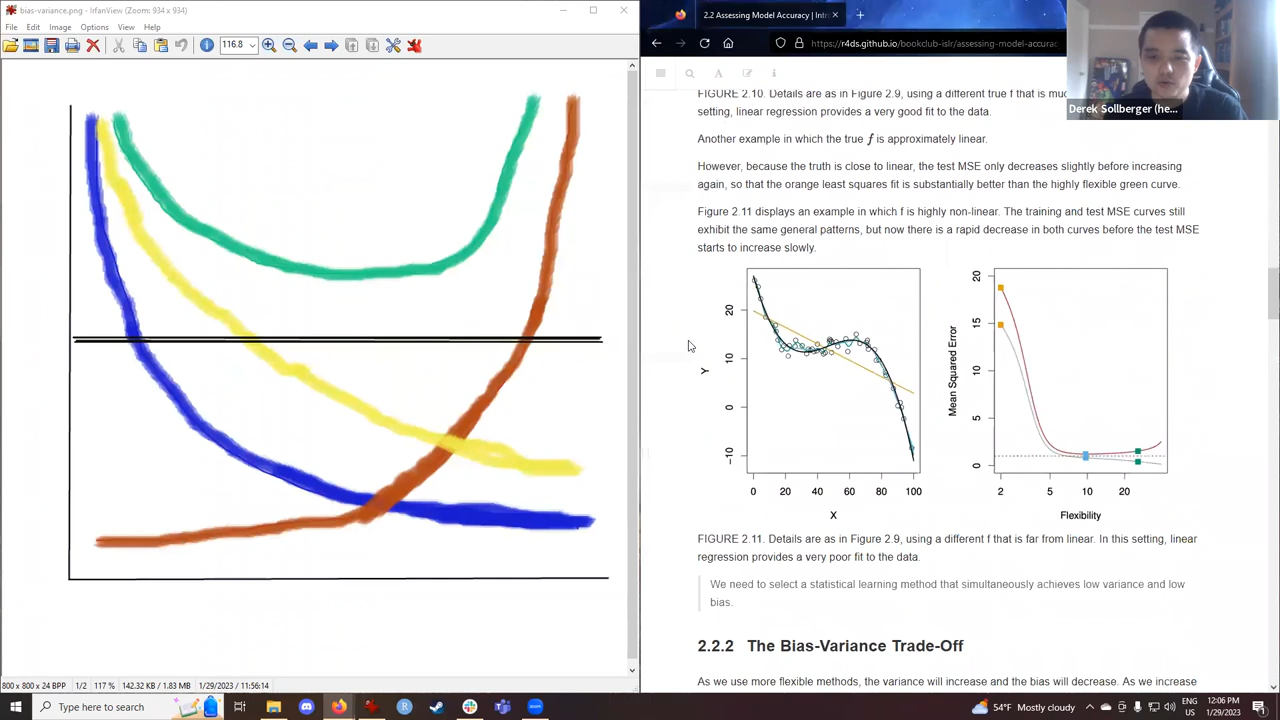 bias-variance.png - IrfanView (Zoom: 934 x 934)
File Edit Image Options View Help
116.8
800 x 800 x 24 BPP 1/2 117 % 142.32 KB / 1.83 MB 1/29/2023 / 11:56:14
2.2 Assessing Model Accuracy | Int
https://r4ds.github.io/bookclub-islr/assessing-model-accurac
Derek Sollberger (he...
FIGURE 2.10. Details are as in Figure 2.9, using a different true f that is mu
setting, linear regression provides a very good fit to the data.
Another example in which the true f is approximately linear.
However, because the truth is close to linear, the test MSE only decreases slightly before increasing
again, so that the orange least squares fit is substantially better than the highly flexible green curve.
Figure 2.11 displays an example in which f is highly non-linear. The training and test MSE curves still
exhibit the same general patterns, but now there is a rapid decrease in both curves before the test MSE
starts to increase slowly.
Y
20
10
0
-10
0 20 40 60 80 100
X
Mean Squared Error
20
15
10
5
0
2 5 10 20
Flexibility
FIGURE 2.11. Details are as in Figure 2.9, using a different f that is far from linear. In this setting, linear
regression provides a very poor fit to the data.
We need to select a statistical learning method that simultaneously achieves low variance and low
bias.
2.2.2 The Bias-Variance Trade-Off
As we use more flexible methods, the variance will increase and the bias will decrease. As we increase
Type here to search
54°F Mostly cloudy
ENG
US
12:06 PM
1/29/2023